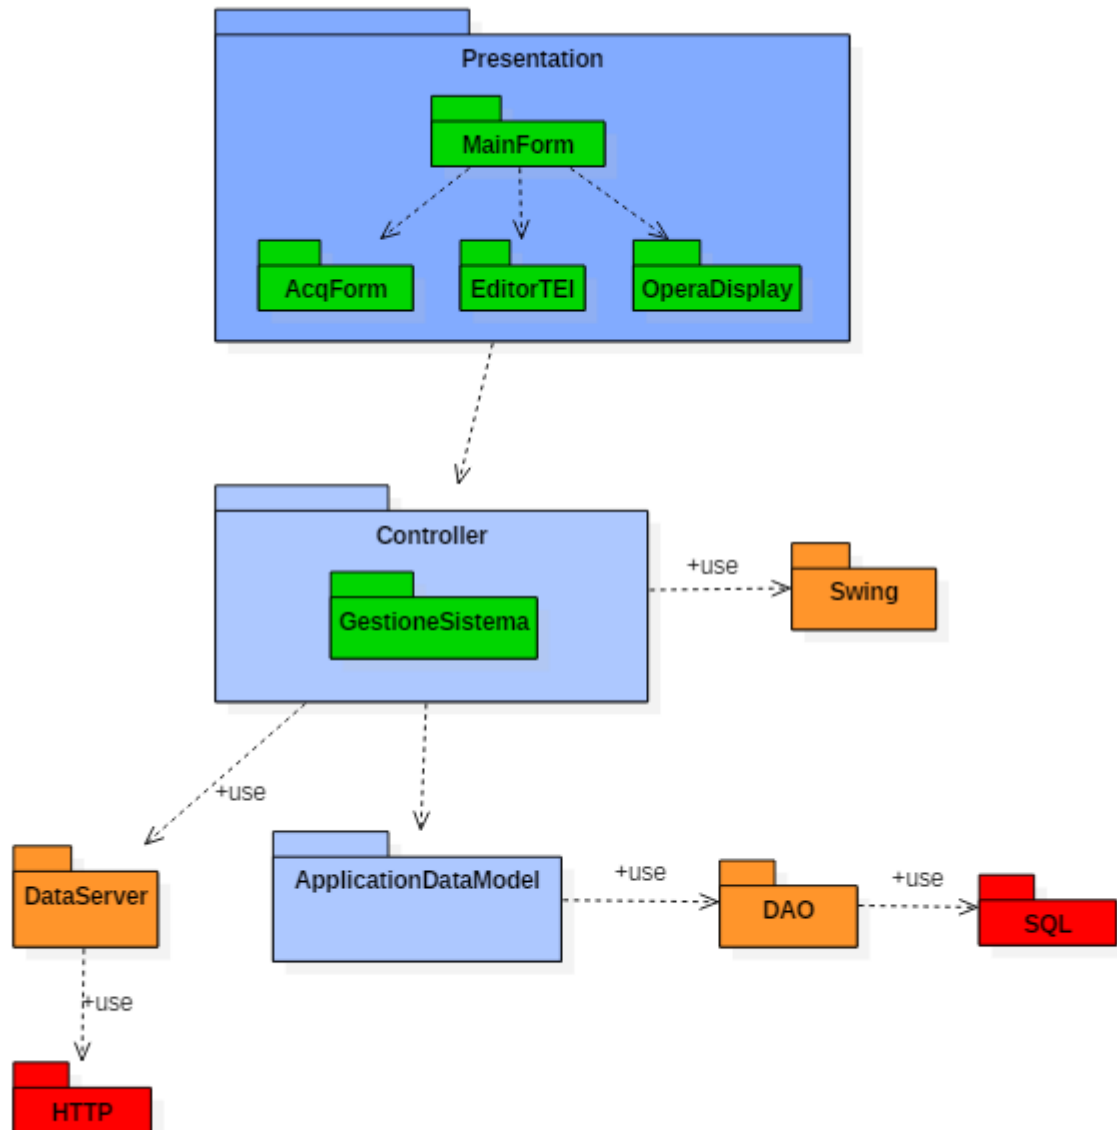 Presentation
MainForm
AcqForm
EditorTEI
OperaDisplay
Controller
GestioneSistema
+use
Swing
+use
DataServer
ApplicationDataModel
+use
DAO
+use
SQL
+use
HTTP